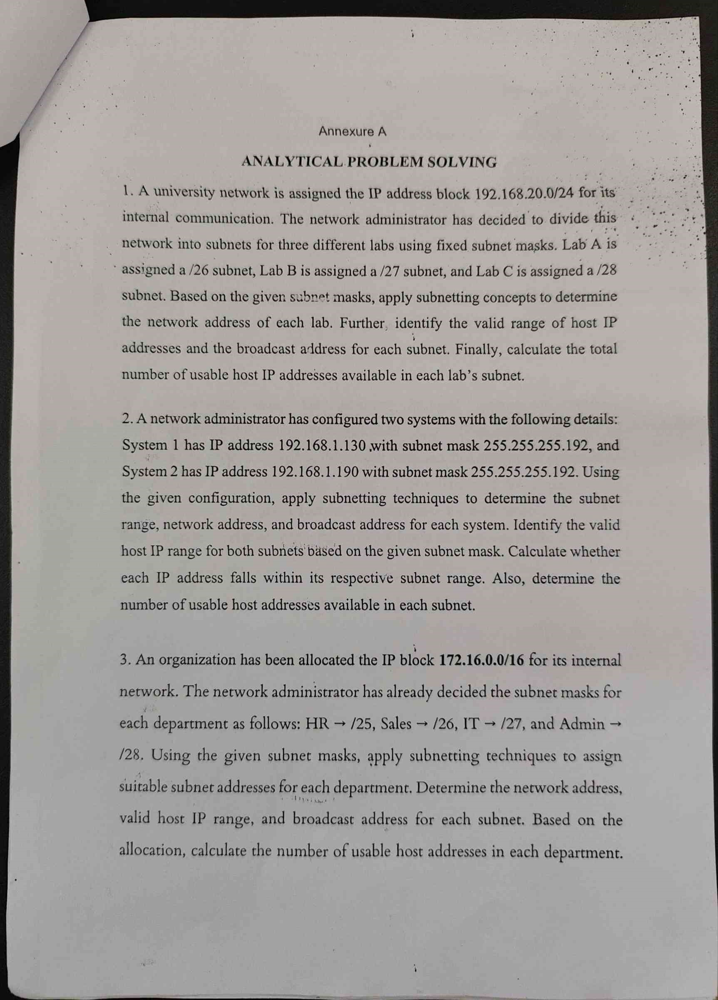 Annexure A
ANALYTICAL PROBLEM SOLVING
1. A university network is assigned the IP address block 192.168.20.0/24 for its
internal communication. The network administrator has decided to divide this
network into subnets for three different labs using fixed subnet masks. Lab A is
assigned a /26 subnet, Lab B is assigned a /27 subnet, and Lab C is assigned a /28
subnet. Based on the given subnet masks, apply subnetting concepts to determine
the network address of each lab. Further, identify the valid range of host IP
addresses and the broadcast address for each subnet. Finally, calculate the total
number of usable host IP addresses available in each lab’s subnet.
2. A network administrator has configured two systems with the following details:
System 1 has IP address 192.168.1.130 with subnet mask 255.255.255.192, and
System 2 has IP address 192.168.1.190 with subnet mask 255.255.255.192. Using
the given configuration, apply subnetting techniques to determine the subnet
range, network address, and broadcast address for each system. Identify the valid
host IP range for both subnets based on the given subnet mask. Calculate whether
each IP address falls within its respective subnet range. Also, determine the
number of usable host addresses available in each subnet.
3. An organization has been allocated the IP block 172.16.0.0/16 for its internal
network. The network administrator has already decided the subnet masks for
each department as follows: HR → /25, Sales → /26, IT → /27, and Admin →
/28. Using the given subnet masks, apply subnetting techniques to assign
suitable subnet addresses for each department. Determine the network address,
valid host IP range, and broadcast address for each subnet. Based on the
allocation, calculate the number of usable host addresses in each department.